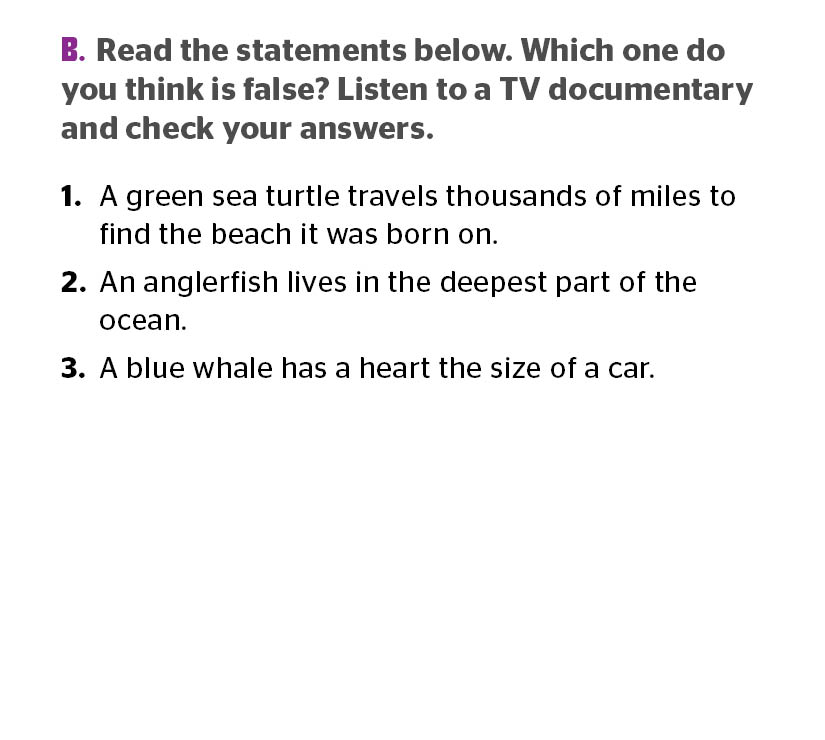 B. Read the statements below. Which one do
you think is false? Listen to a TV documentary
and check your answers.
1. A green sea turtle travels thousands of miles to
find the beach it was born on.
2. An anglerfish lives in the deepest part of the
ocean.
3. A blue whale has a heart the size of a car.